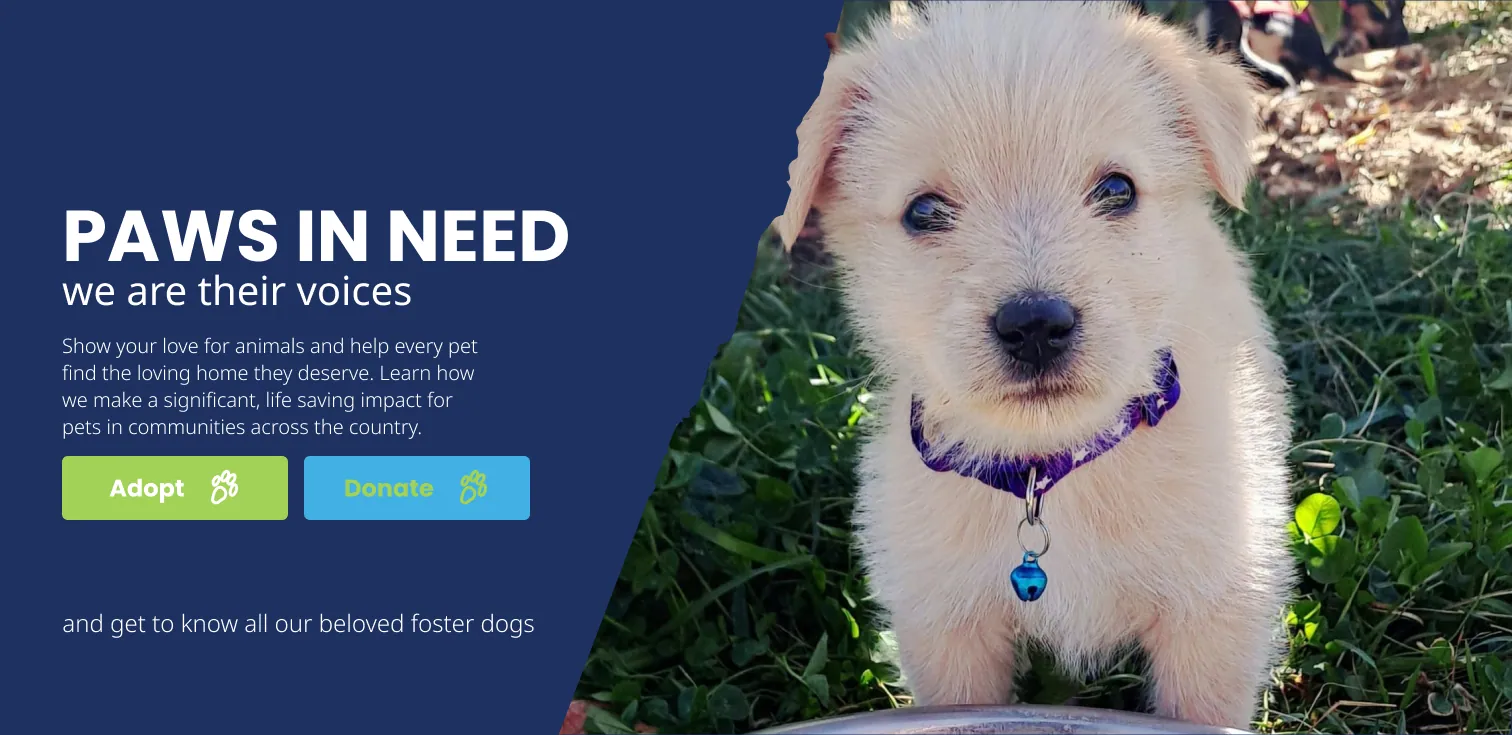 PAWS IN NEED
we are their voices
Show your love for animals and help every pet
find the loving home they deserve. Learn how
we make a significant, life saving impact for
pets in communities across the country.
Adopt
Donate
and get to know all our beloved foster dogs